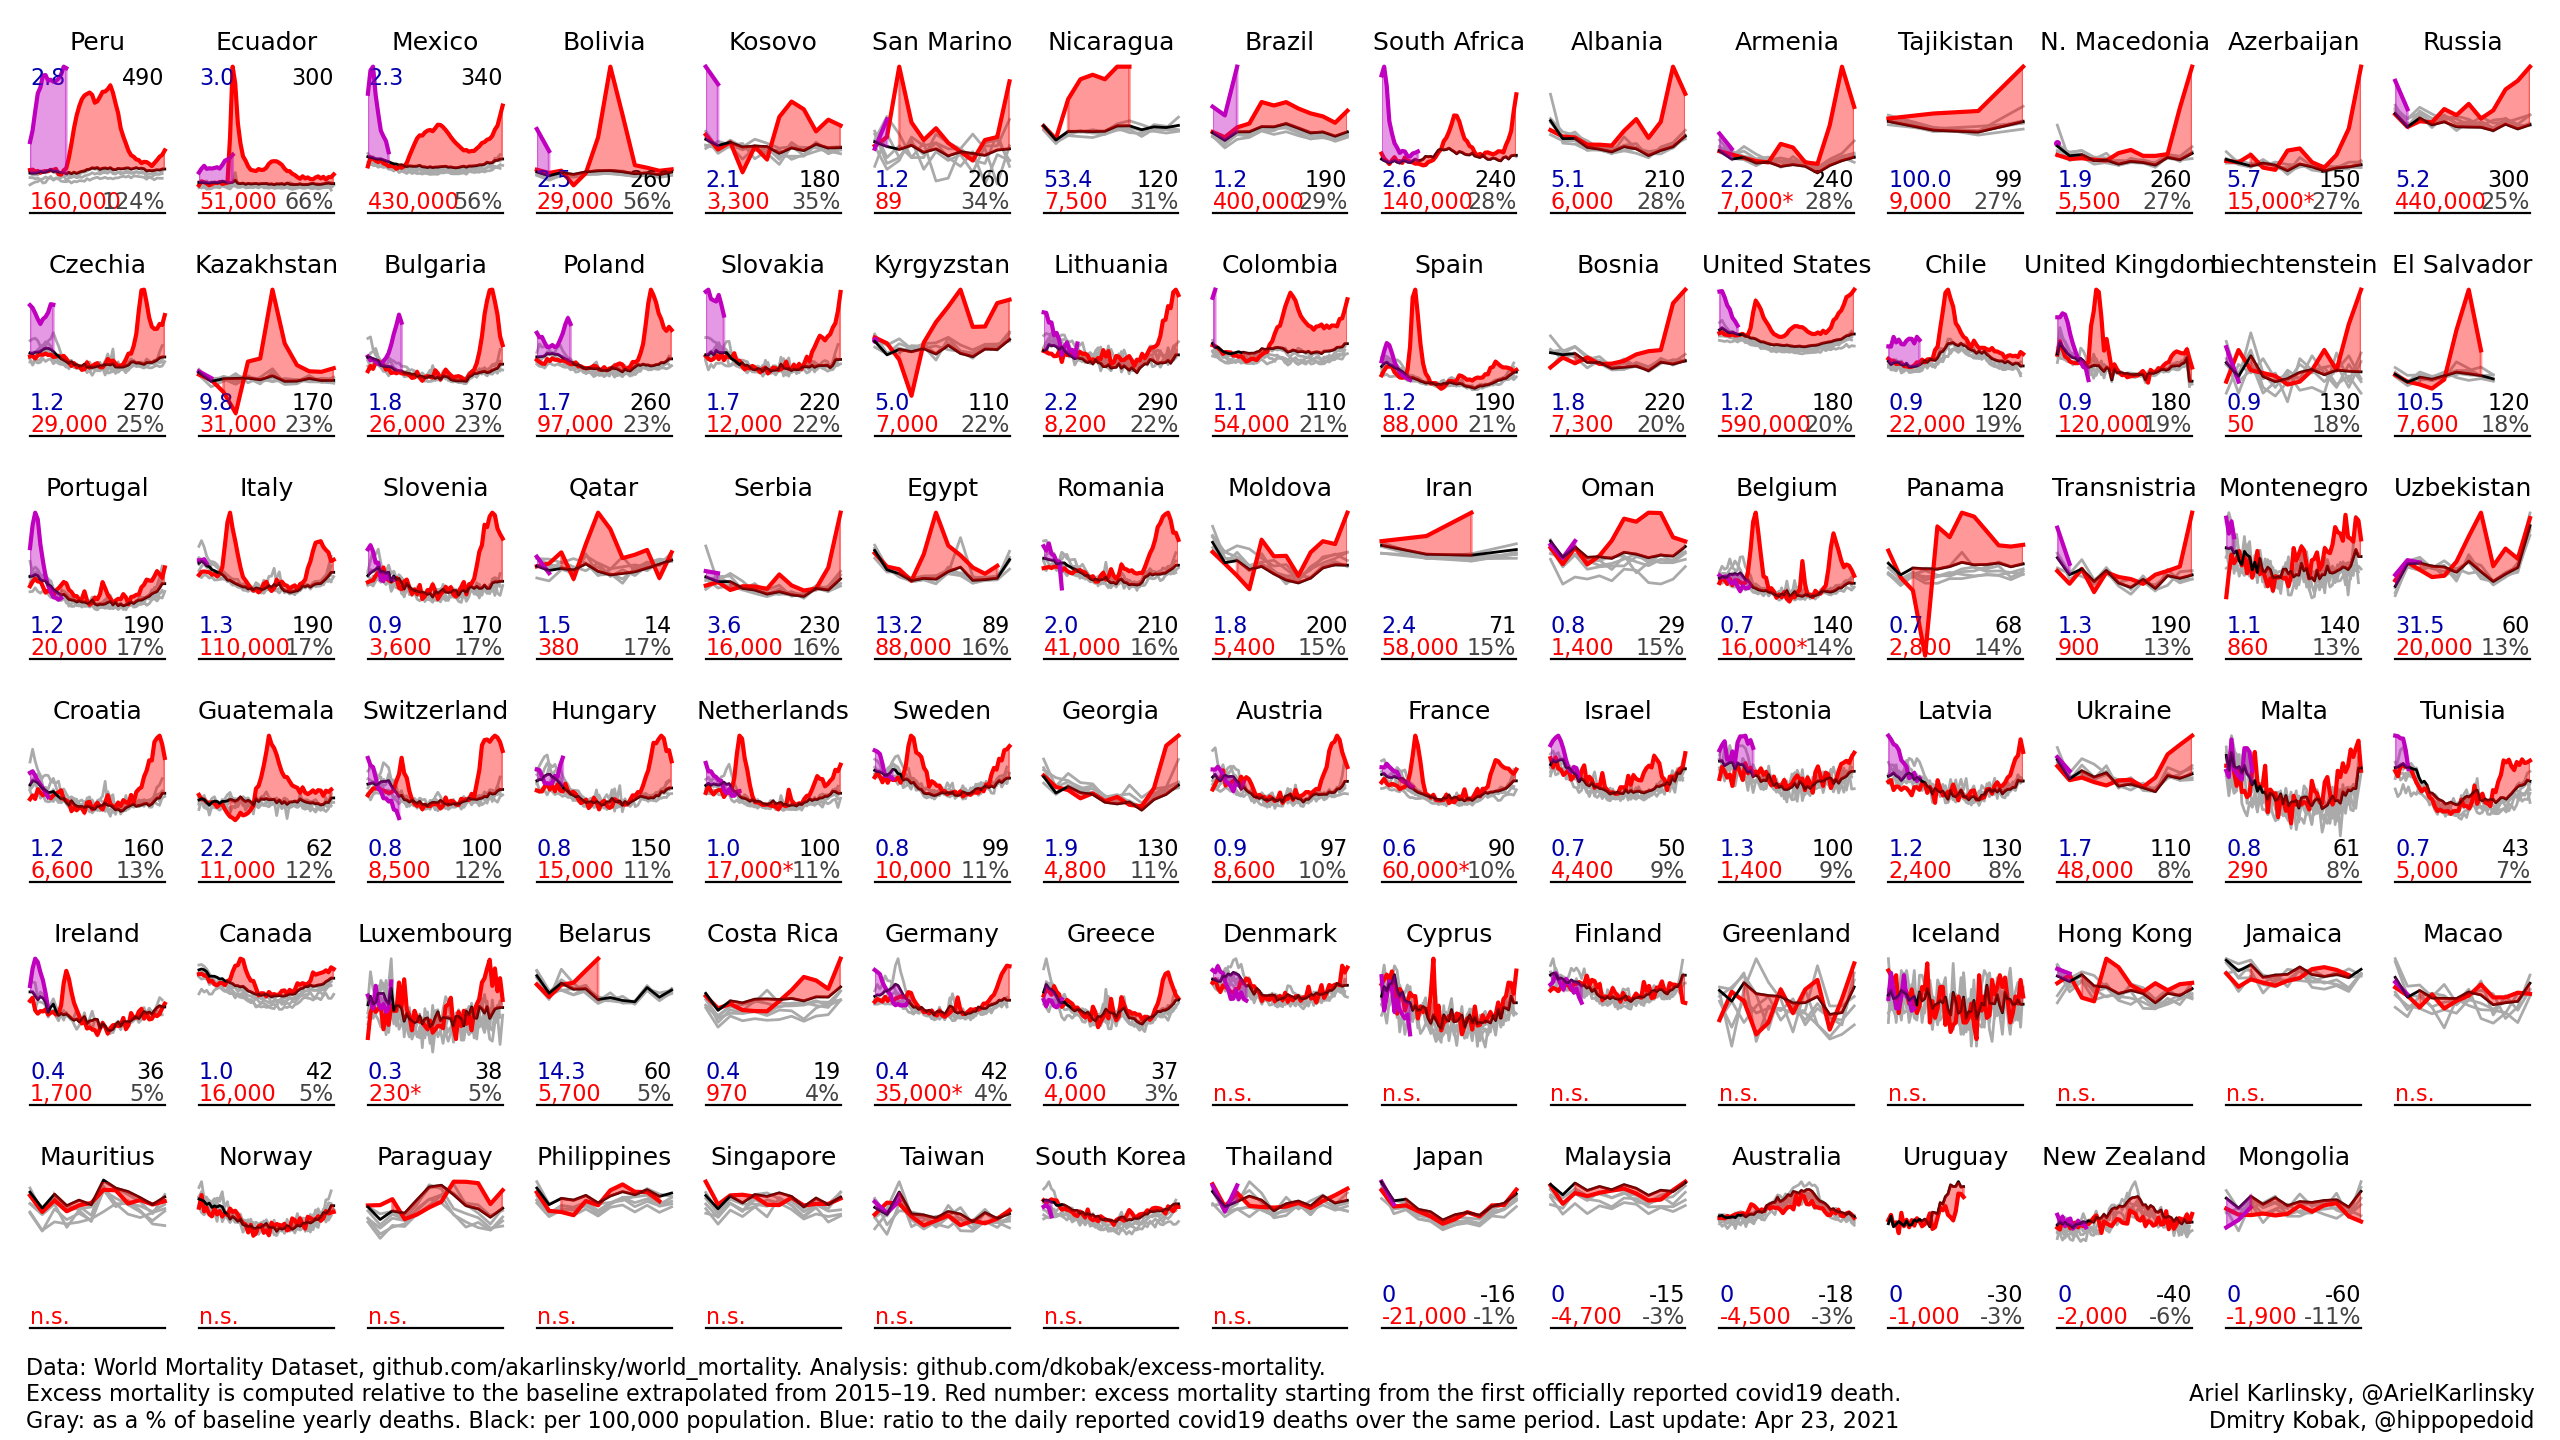 Peru Ecuador Mexico Bolivia Kosovo San Marino Nicaragua Brazil South Africa Albania Armenia Tajikistan N. Macedonia Azerbaijan Russia
2.8 490 3.0 300 2.3 340
2.5 260 2.1 180 1.2 260 53.4 120 1.2 190 2.6 240 5.1 210 2.2 240 100.0 99 1.9 260 5.7 150 5.2 300
160,000 124% 51,000 66% 430,000 56% 29,000 56% 3,300 35% 89 34% 7,500 31% 400,000 29% 140,000 28% 6,000 28% 7,000* 28% 9,000 27% 5,500 27% 15,000* 27% 440,000 25%
Czechia Kazakhstan Bulgaria Poland Slovakia Kyrgyzstan Lithuania Colombia Spain Bosnia United States Chile United Kingdom Liechtenstein El Salvador
1.2 270 9.8 170 1.8 370 1.7 260 1.7 220 5.0 110 2.2 290 1.1 110 1.2 190 1.8 220 1.2 180 0.9 120 0.9 180 0.9 130 10.5 120
29,000 25% 31,000 23% 26,000 23% 97,000 23% 12,000 22% 7,000 22% 8,200 22% 54,000 21% 88,000 21% 7,300 20% 590,000 20% 22,000 19% 120,000 19% 50 18% 7,600 18%
Portugal Italy Slovenia Qatar Serbia Egypt Romania Moldova Iran Oman Belgium Panama Transnistria Montenegro Uzbekistan
1.2 190 1.3 190 0.9 170 1.5 14 3.6 230 13.2 89 2.0 210 1.8 200 2.4 71 0.8 29 0.7 140 0.7 68 1.3 190 1.1 140 31.5 60
20,000 17% 110,000 17% 3,600 17% 380 17% 16,000 16% 88,000 16% 41,000 16% 5,400 15% 58,000 15% 1,400 15% 16,000* 14% 2,800 14% 900 13% 860 13% 20,000 13%
Croatia Guatemala Switzerland Hungary Netherlands Sweden Georgia Austria France Israel Estonia Latvia Ukraine Malta Tunisia
1.2 160 2.2 62 0.8 100 0.8 150 1.0 100 0.8 99 1.9 130 0.9 97 0.6 90 0.7 50 1.3 100 1.2 130 1.7 110 0.8 61 0.7 43
6,600 13% 11,000 12% 8,500 12% 15,000 11% 17,000* 11% 10,000 11% 4,800 11% 8,600 10% 60,000* 10% 4,400 9% 1,400 9% 2,400 8% 48,000 8% 290 8% 5,000 7%
Ireland Canada Luxembourg Belarus Costa Rica Germany Greece Denmark Cyprus Finland Greenland Iceland Hong Kong Jamaica Macao
0.4 36 1.0 42 0.3 38 14.3 60 0.4 19 0.4 42 0.6 37
1,700 5% 16,000 5% 230* 5% 5,700 5% 970 4% 35,000* 4% 4,000 3% n.s. n.s. n.s. n.s. n.s. n.s. n.s. n.s.
Mauritius Norway Paraguay Philippines Singapore Taiwan South Korea Thailand Japan Malaysia Australia Uruguay New Zealand Mongolia
0 -16 0 -15 0 -18 0 -30 0 -40 0 -60
n.s. n.s. n.s. n.s. n.s. n.s. n.s. n.s. -21,000 -1% -4,700 -3% -4,500 -3% -1,000 -3% -2,000 -6% -1,900 -11%
Data: World Mortality Dataset, github.com/akarlinsky/world_mortality. Analysis: github.com/dkobak/excess-mortality.
Excess mortality is computed relative to the baseline extrapolated from 2015–19. Red number: excess mortality starting from the first officially reported covid19 death.
Gray: as a % of baseline yearly deaths. Black: per 100,000 population. Blue: ratio to the daily reported covid19 deaths over the same period. Last update: Apr 23, 2021
Ariel Karlinsky, @ArielKarlinsky
Dmitry Kobak, @hippopedoid